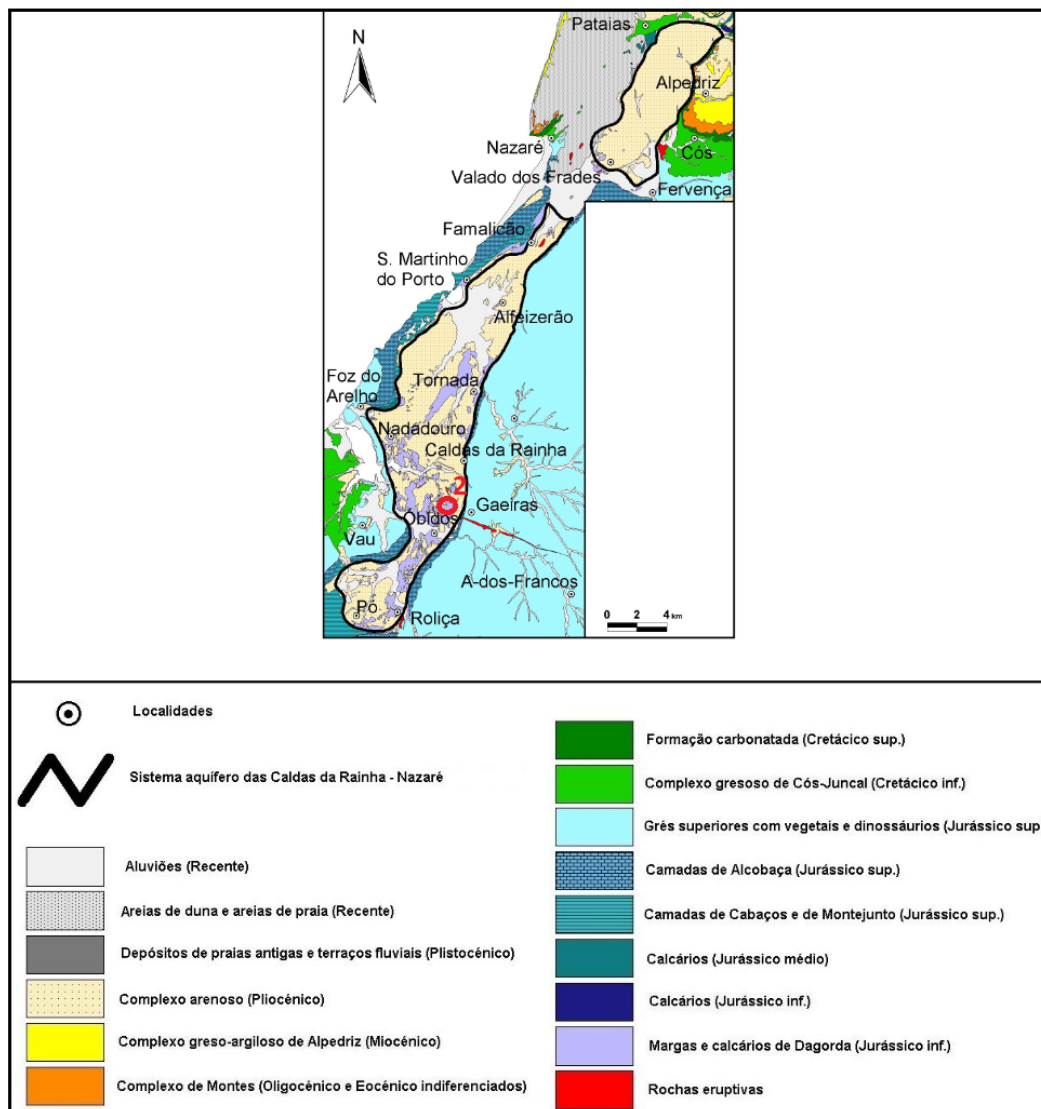 Pataias
N
Alpedriz
Nazaré
Cós
Valado dos Frades
Fervença
Famalicão
S. Martinho
do Porto
Alfeizerão
Foz do
Arelho
Tornada
Nadadouro
Caldas da Rainha
2
Gaeiras
Óbidos
Vau
A-dos-Francos
Pó
Roliça
0 2 4 km
Localidades
Sistema aquífero das Caldas da Rainha - Nazaré
Aluviões (Recente)
Areias de duna e areias de praia (Recente)
Depósitos de praias antigas e terraços fluviais (Plistocénico)
Complexo arenoso (Pliocénico)
Complexo greso-argiloso de Alpedriz (Miocénico)
Complexo de Montes (Oligocénico e Eocénico indiferenciados)
Formação carbonatada (Cretácico sup.)
Complexo gresoso de Cós-Juncal (Cretácico inf.)
Grés superiores com vegetais e dinossáurios (Jurássico sup
Camadas de Alcobaça (Jurássico sup.)
Camadas de Cabaços e de Montejunto (Jurássico sup.)
Calcários (Jurássico médio)
Calcários (Jurássico inf.)
Margas e calcários de Dagorda (Jurássico inf.)
Rochas eruptivas